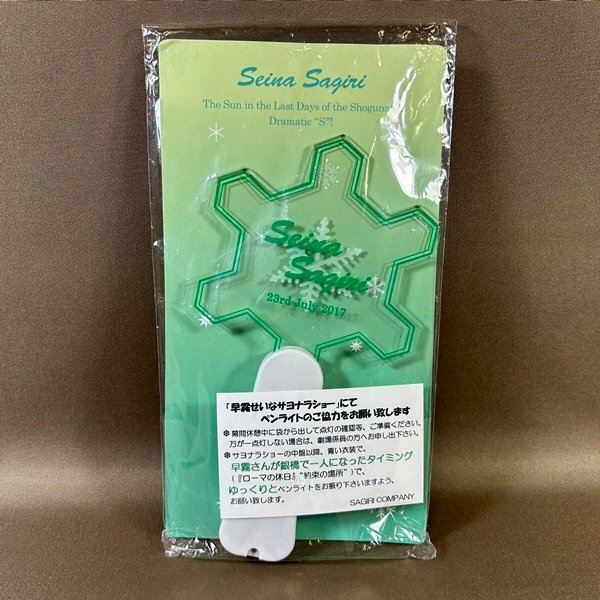 Seina Sagiri
The Sun in the Last Days of the Shoguna
Dramatic “S”!
Seina
Sagiri
23rd July 2017
「早霧せいなサヨナラショー」にて
ペンライトのご協力をお願い致します
❄幕間休憩中に袋から出して点灯の確認等、ご準備ください。
万が一点灯しない場合は、劇場係員の方へお申し出下さい。
❄サヨナラショーの中盤以降、青い衣装で、
早霧さんが銀橋で一人になったタイミング
(『ローマの休日』“約束の場所”)で、
ゆっくりとペンライトをお振り下さいますよう、
お願い致します。
SAGIRI COMPANY